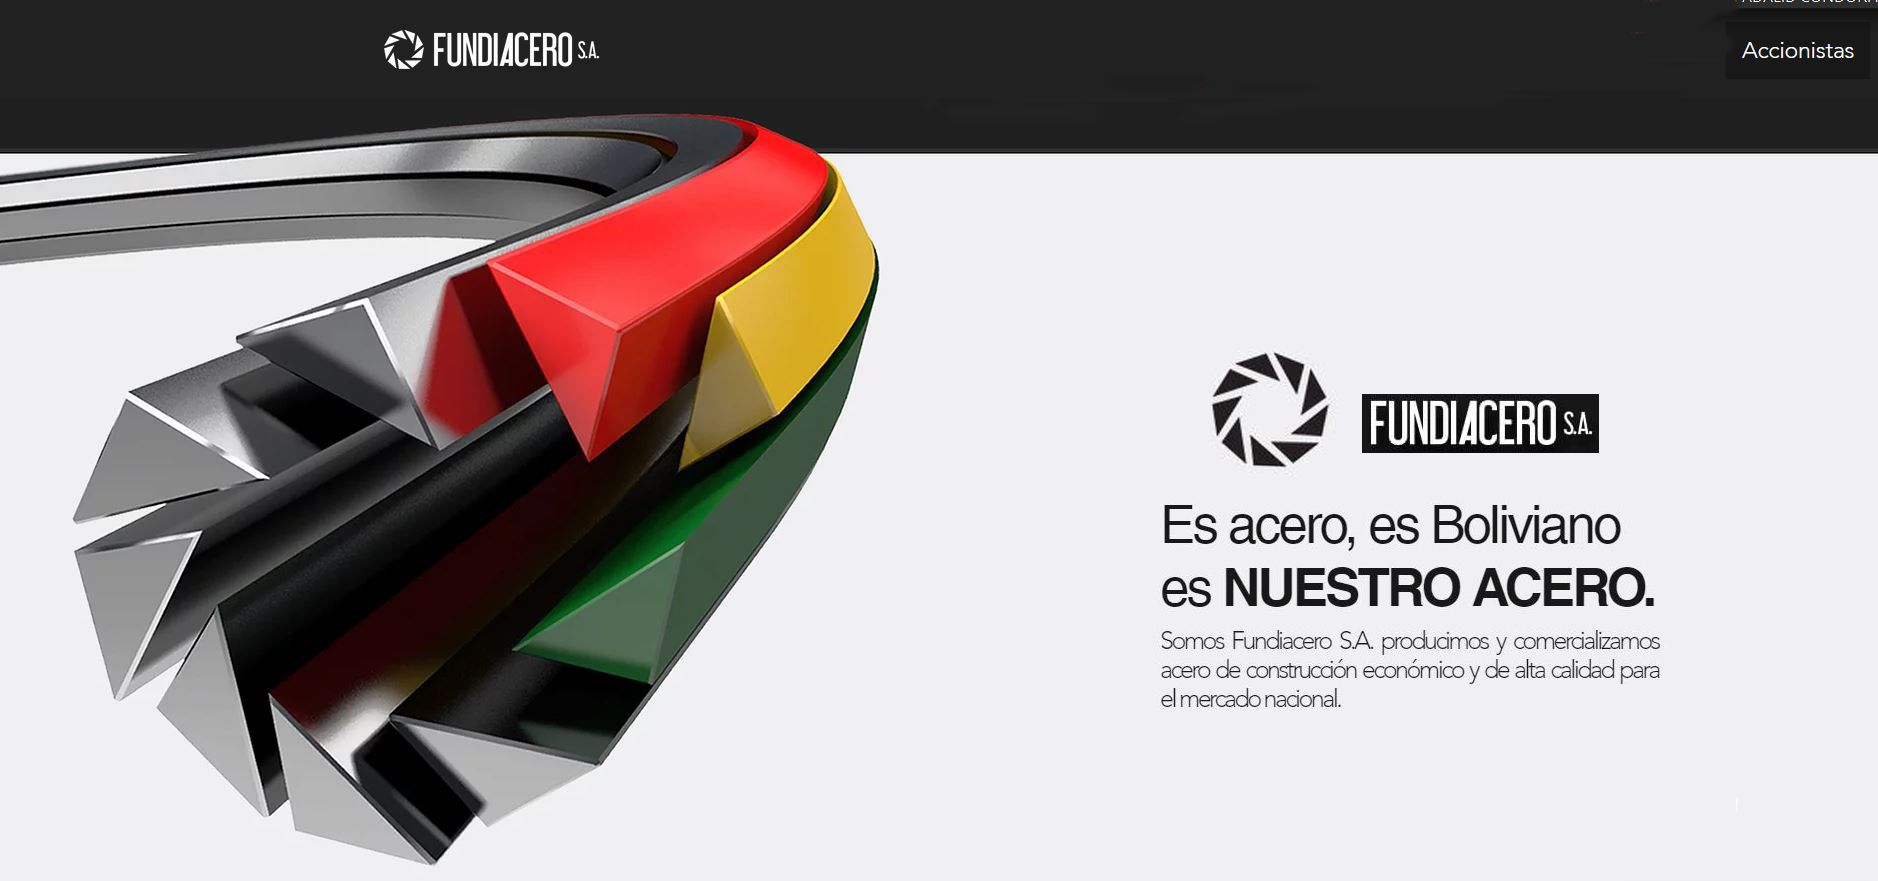 FUNDIACERO S.A.
Accionistas
FUNDIACERO S.A.
Es acero, es Boliviano
es NUESTRO ACERO.
Somos Fundiacero S.A. producimos y comercializamos
acero de construcción económico y de alta calidad para
el mercado nacional.